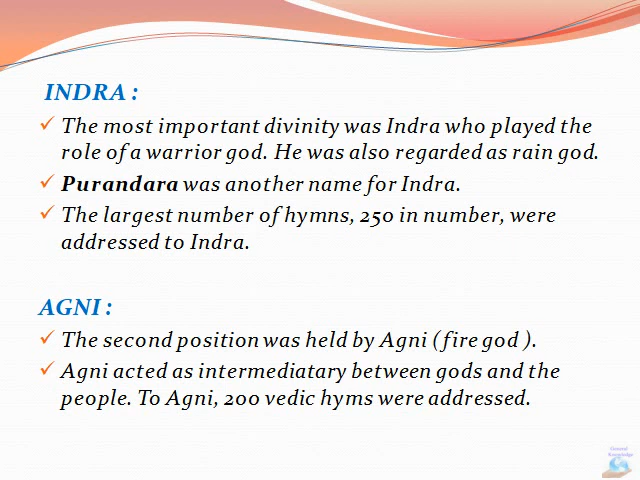 INDRA :
✓ The most important divinity was Indra who played the
role of a warrior god. He was also regarded as rain god.
✓ Purandara was another name for Indra.
✓ The largest number of hymns, 250 in number, were
addressed to Indra.
AGNI :
✓ The second position was held by Agni ( fire god ).
✓ Agni acted as intermediatary between gods and the
people. To Agni, 200 vedic hyms were addressed.
General
Knowledge